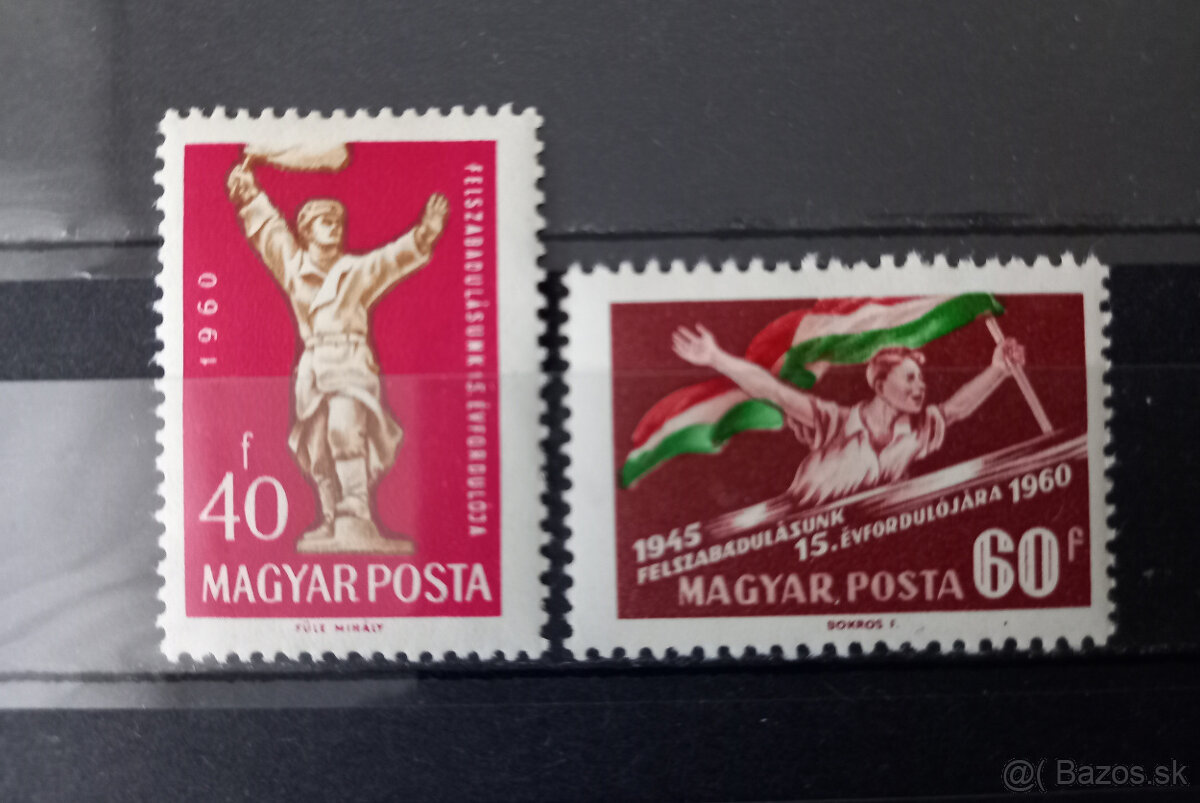 1960
FELSZABADULÁSUNK 15. ÉVFORDULÓJA
f
40
MAGYAR POSTA
FÜLE MIHÁLY
1945
FELSZABADULÁSUNK
15. ÉVFORDULÓJÁRA 1960
MAGYAR POSTA 60f
BOKROS F.
@( Bazos.sk